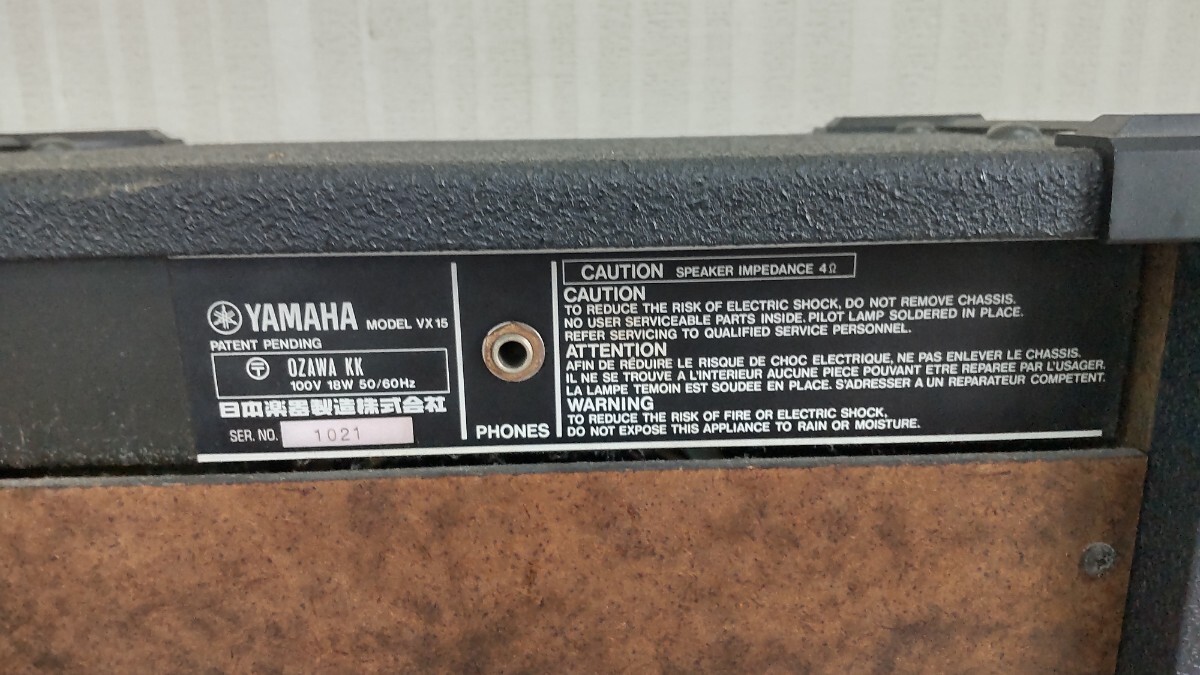 YAMAHA MODEL VX15
PATENT PENDING
〒 OZAWA KK
100V 18W 50/60Hz
日本楽器製造株式会社
SER. NO. 1021
PHONES
CAUTION SPEAKER IMPEDANCE 4Ω
CAUTION
TO REDUCE THE RISK OF ELECTRIC SHOCK, DO NOT REMOVE CHASSIS.
NO USER SERVICEABLE PARTS INSIDE. PILOT LAMP SOLDERED IN PLACE.
REFER SERVICING TO QUALIFIED SERVICE PERSONNEL.
ATTENTION
AFIN DE RÉDUIRE LE RISQUE DE CHOC ELECTRIQUE, NE PAS ENLEVER LE CHASSIS.
IL NE SE TROUVE A L'INTERIEUR AUCUNE PIECE POUVANT ETRE REPAREE PAR L'USAGER.
LA LAMPE TEMOIN EST SOUDEE EN PLACE. S'ADRESSER A UN REPARATEUR COMPETENT.
WARNING
TO REDUCE THE RISK OF FIRE OR ELECTRIC SHOCK,
DO NOT EXPOSE THIS APPLIANCE TO RAIN OR MOISTURE.